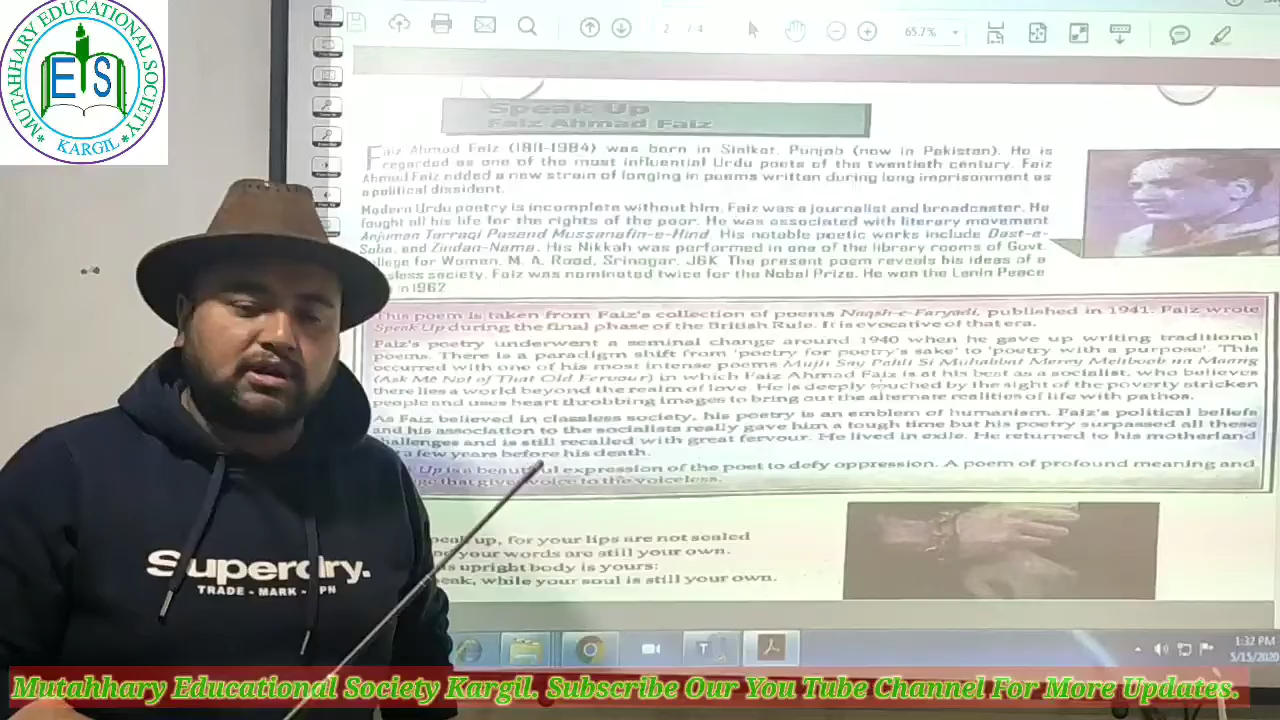 MUTAHHARY EDUCATIONAL SOCIETY
EMS
* KARGIL *
2 / 4
65.7%
Speak Up
Faiz Ahmad Faiz
Faiz Ahmad Faiz (1911-1984) was born in Sialkot, Punjab (now in Pakistan). He is
regarded as one of the most influential Urdu poets of the twentieth century. Faiz
Ahmad Faiz added a new strain of longing in poems written during long imprisonment as
a political dissident.
Modern Urdu poetry is incomplete without him. Faiz was a journalist and broadcaster. He
fought all his life for the rights of the poor. He was associated with literary movement
Anjuman Tarraqi Pasand Mussanafin-e-Hind. His notable poetic works include Dast-e-
Saba, and Zindan-Nama. His Nikkah was performed in one of the library rooms of Govt.
College for Women, M. A. Road, Srinagar, J&K. The present poem reveals his ideas of a
less society. Faiz was nominated twice for the Nobel Prize. He won the Lenin Peace
in 1962
This poem is taken from Faiz's collection of poems Naqsh-e-Faryadi, published in 1941. Faiz wrote
Speak Up during the final phase of the British Rule. It is evocative of that era.
Faiz's poetry underwent a seminal change around 1940 when he gave up writing traditional
poems. There is a paradigm shift from 'poetry for poetry's sake' to 'poetry with a purpose'. This
occurred with one of his most intense poems Mujh Say Pahli Si Muhabbat Merey Mehboob na Maang
(Ask Me Not of That Old Fervour) in which Faiz Ahmad Faiz is at his best as a socialist, who believes
there lies a world beyond the realm of love. He is deeply touched by the sight of the poverty stricken
people and uses heart throbbing images to bring out the alternate realities of life with pathos.
As Faiz believed in classless society, his poetry is an emblem of humanism. Faiz's political beliefs
and his association to the socialists really gave him a tough time but his poetry surpassed all these
challenges and is still recalled with great fervour. He lived in exile. He returned to his motherland
a few years before his death.
Up is a beautiful expression of the poet to defy oppression. A poem of profound meaning and
that gives voice to the voiceless.
peak up, for your lips are not sealed
nd your words are still your own.
s upright body is yours:
eak, while your soul is still your own.
Superdry.
TRADE - MARK -
1:32 PM
5/15/2020
Mutahhary Educational Society Kargil. Subscribe Our You Tube Channel For More Updates.